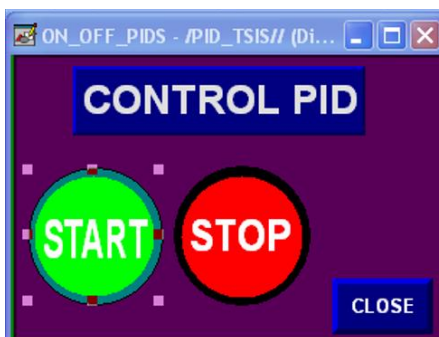 ON_OFF_PIDS - /PID_TSIS// (Di...
CONTROL PID
START STOP
CLOSE